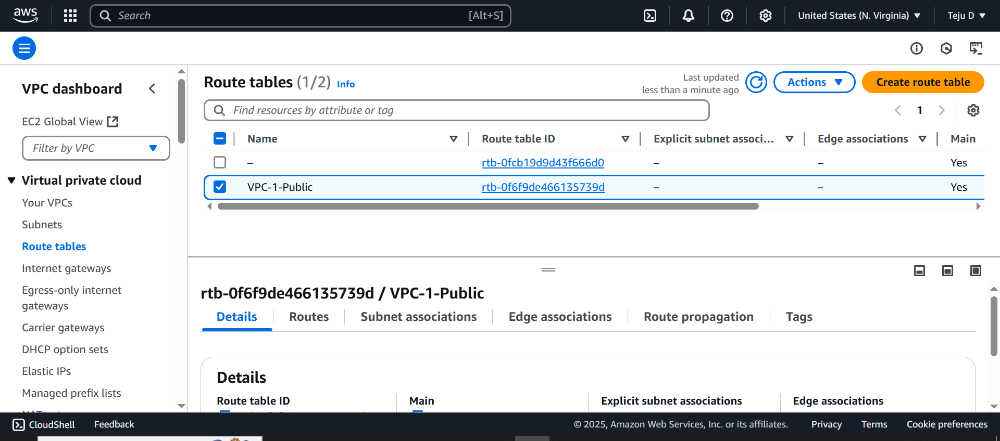 aws
Search [Alt+S]
United States (N. Virginia)
Teju D
VPC dashboard
EC2 Global View
Filter by VPC
Virtual private cloud
Your VPCs
Subnets
Route tables
Internet gateways
Egress-only internet
gateways
Carrier gateways
DHCP option sets
Elastic IPs
Managed prefix lists
Route tables (1/2) Info
Last updated
less than a minute ago
Actions
Create route table
Find resources by attribute or tag
1
Name Route table ID Explicit subnet associ... Edge associations Main
– rtb-0fcb19d9d43f666d0 – – Yes
VPC-1-Public rtb-0f6f9de466135739d – – Yes
rtb-0f6f9de466135739d / VPC-1-Public
Details Routes Subnet associations Edge associations Route propagation Tags
Details
Route table ID Main Explicit subnet associations Edge associations
CloudShell Feedback © 2025, Amazon Web Services, Inc. or its affiliates. Privacy Terms Cookie preferences